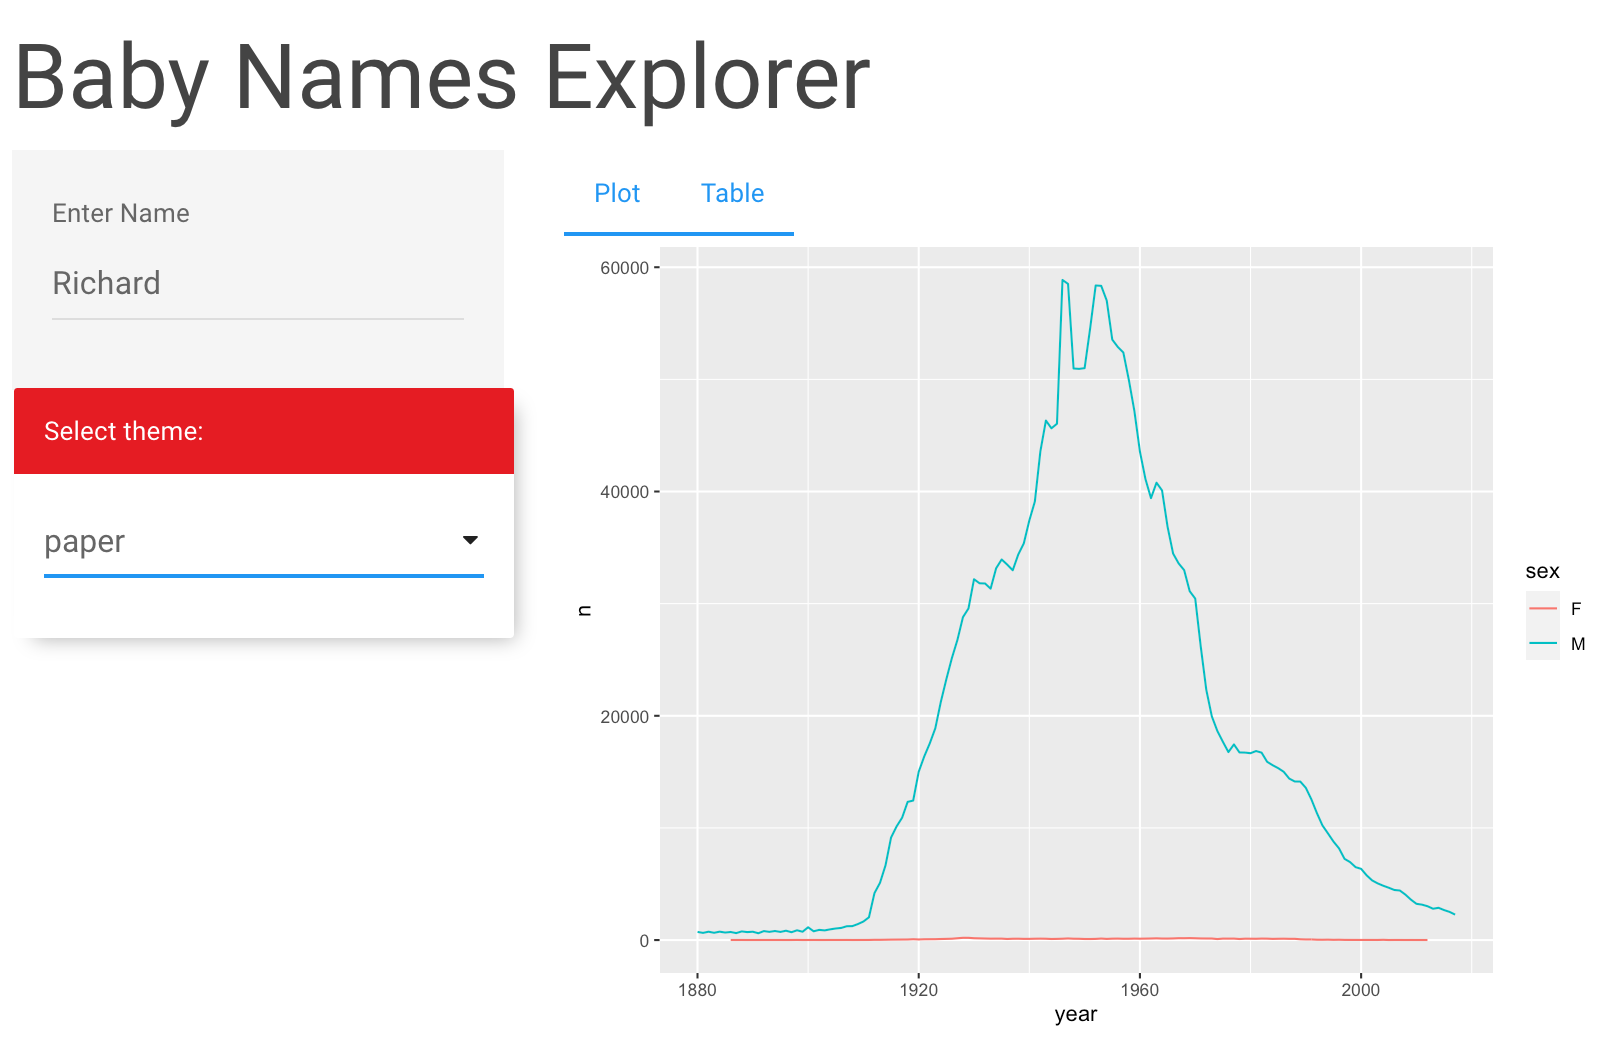 Baby Names Explorer
Enter Name
Richard
Select theme:
paper
Plot Table
60000
40000
20000
0
n
1880 1920 1960 2000
year
sex
F
M